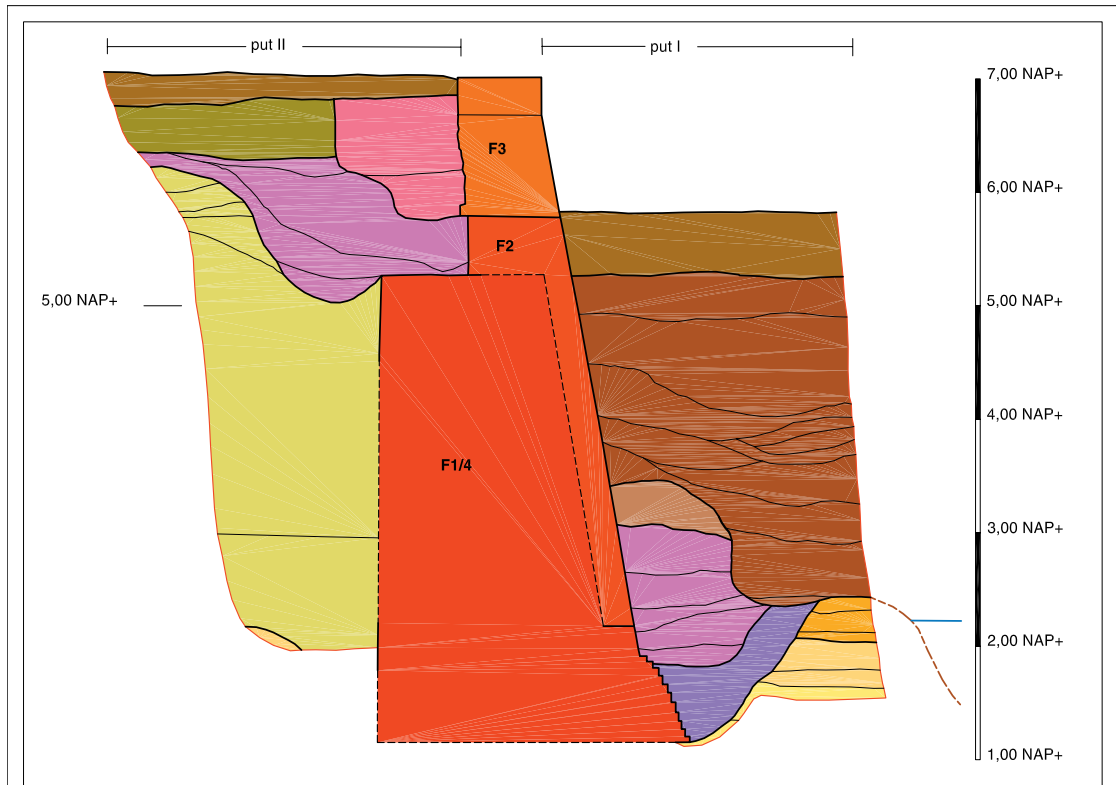 put II
put I
7,00 NAP+
F3
6,00 NAP+
F2
5,00 NAP+
5,00 NAP+
4,00 NAP+
F1/4
3,00 NAP+
2,00 NAP+
1,00 NAP+